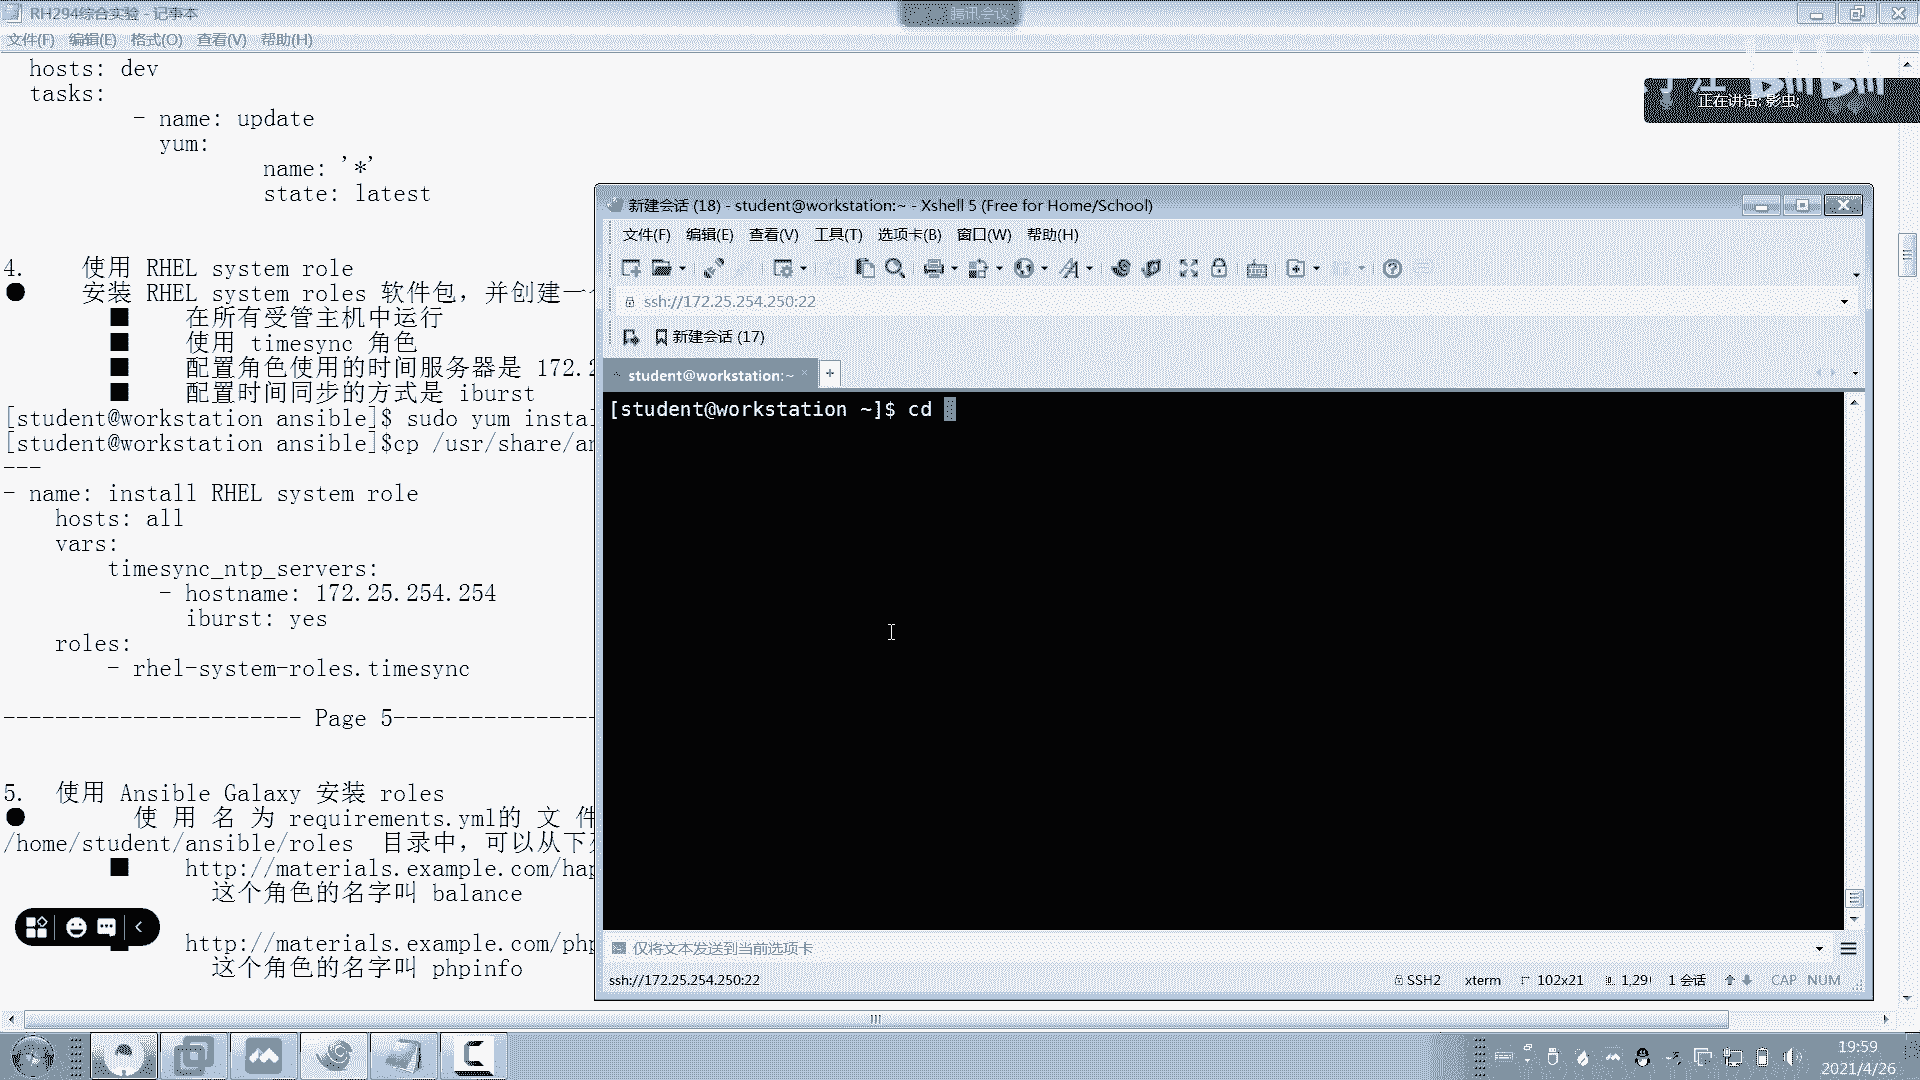 RH294综合实验 - 记事本
腾讯会议
文件(F) 编辑(E) 格式(O) 查看(V) 帮助(H)
hosts: dev
tasks:
- name: update
yum:
name: '*'
state: latest
正在讲话: 影虫
4. 使用 RHEL system role
● 安装 RHEL system roles 软件包，并创建一个
■ 在所有受管主机中运行
■ 使用 timesync 角色
■ 配置角色使用的时间服务器是 172.2
■ 配置时间同步的方式是 iburst
[student@workstation ansible]$ sudo yum instal
[student@workstation ansible]$cp /usr/share/an
---
- name: install RHEL system role
hosts: all
vars:
timesync_ntp_servers:
- hostname: 172.25.254.254
iburst: yes
roles:
- rhel-system-roles.timesync
----------------------- Page 5----------------
5. 使用 Ansible Galaxy 安装 roles
● 使 用 名 为 requirements.yml的 文 件
/home/student/ansible/roles 目录中，可以从下
■ http://materials.example.com/hap
这个角色的名字叫 balance
■ http://materials.example.com/php
这个角色的名字叫 phpinfo
新建会话 (18) - student@workstation:~ - Xshell 5 (Free for Home/School)
文件(F) 编辑(E) 查看(V) 工具(T) 选项卡(B) 窗口(W) 帮助(H)
ssh://172.25.254.250:22
新建会话 (17)
student@workstation:~ × +
[student@workstation ~]$ cd
仅将文本发送到当前选项卡
ssh://172.25.254.250:22 SSH2 xterm 102x21 1,29 1 会话 CAP NUM
19:59
2021/4/26